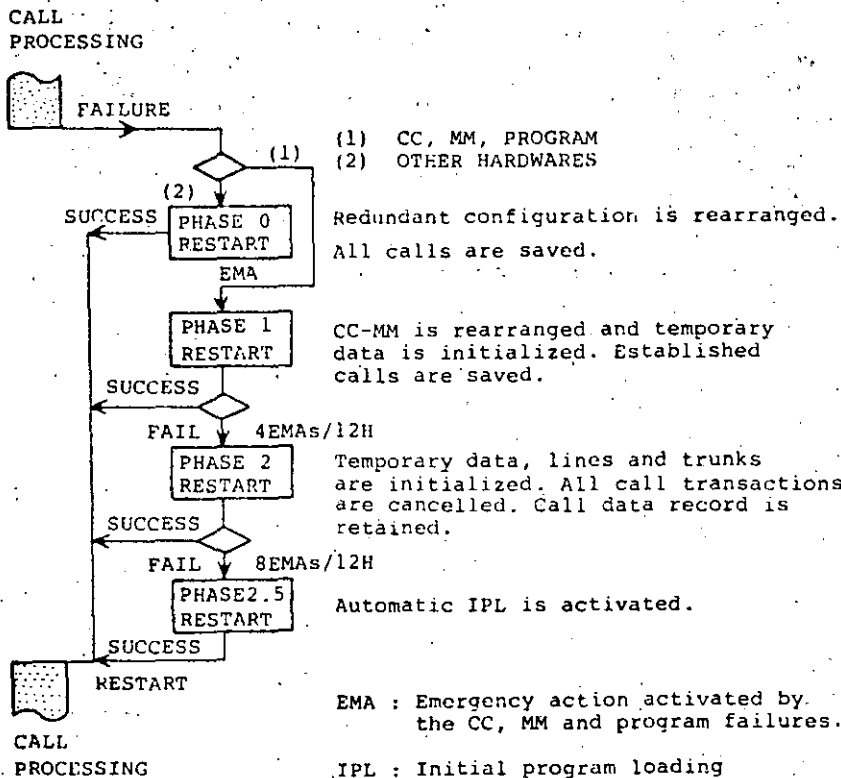 CALL
PROCESSING
FAILURE
(1)
(1) CC, MM, PROGRAM
(2) OTHER HARDWARES
(2)
SUCCESS
PHASE 0
RESTART
Redundant configuration is rearranged.
All calls are saved.
EMA
PHASE 1
RESTART
CC-MM is rearranged and temporary
data is initialized. Established
calls are saved.
SUCCESS
FAIL 4EMAs/12H
PHASE 2
RESTART
Temporary data, lines and trunks
are initialized. All call transactions
are cancelled. Call data record is
retained.
SUCCESS
FAIL 8EMAs/12H
PHASE2.5
RESTART
Automatic IPL is activated.
SUCCESS
RESTART
EMA : Emergency action activated by
the CC, MM and program failures.
CALL
PROCESSING
IPL : Initial program loading